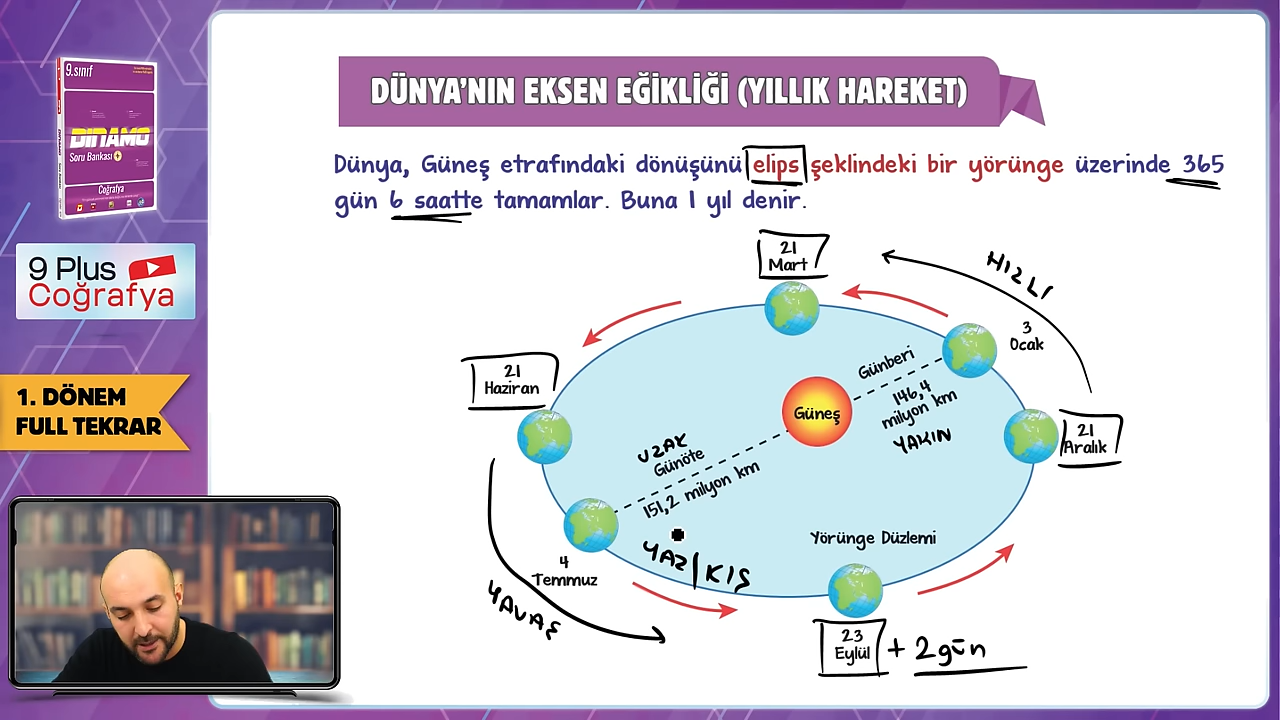 9.sınıf
DİNAMO
Soru Bankası +
Coğrafya
9 Plus
Coğrafya
1. DÖNEM
FULL TEKRAR
DÜNYA'NIN EKSEN EĞİKLİĞİ (YILLIK HAREKET)
Dünya, Güneş etrafındaki dönüşünü elips şeklindeki bir yörünge üzerinde 365
gün 6 saatte tamamlar. Buna 1 yıl denir.
21
Mart
HIZLI
3
Ocak
21
Haziran
Günberi
146,4
milyon km
YAKIN
Güneş
21
Aralık
UZAK
Günöte
151,2 milyon km
YAZ/KIŞ
Yörünge Düzlemi
4
Temmuz
YAVAŞ
23
Eylül
+ 2 gün